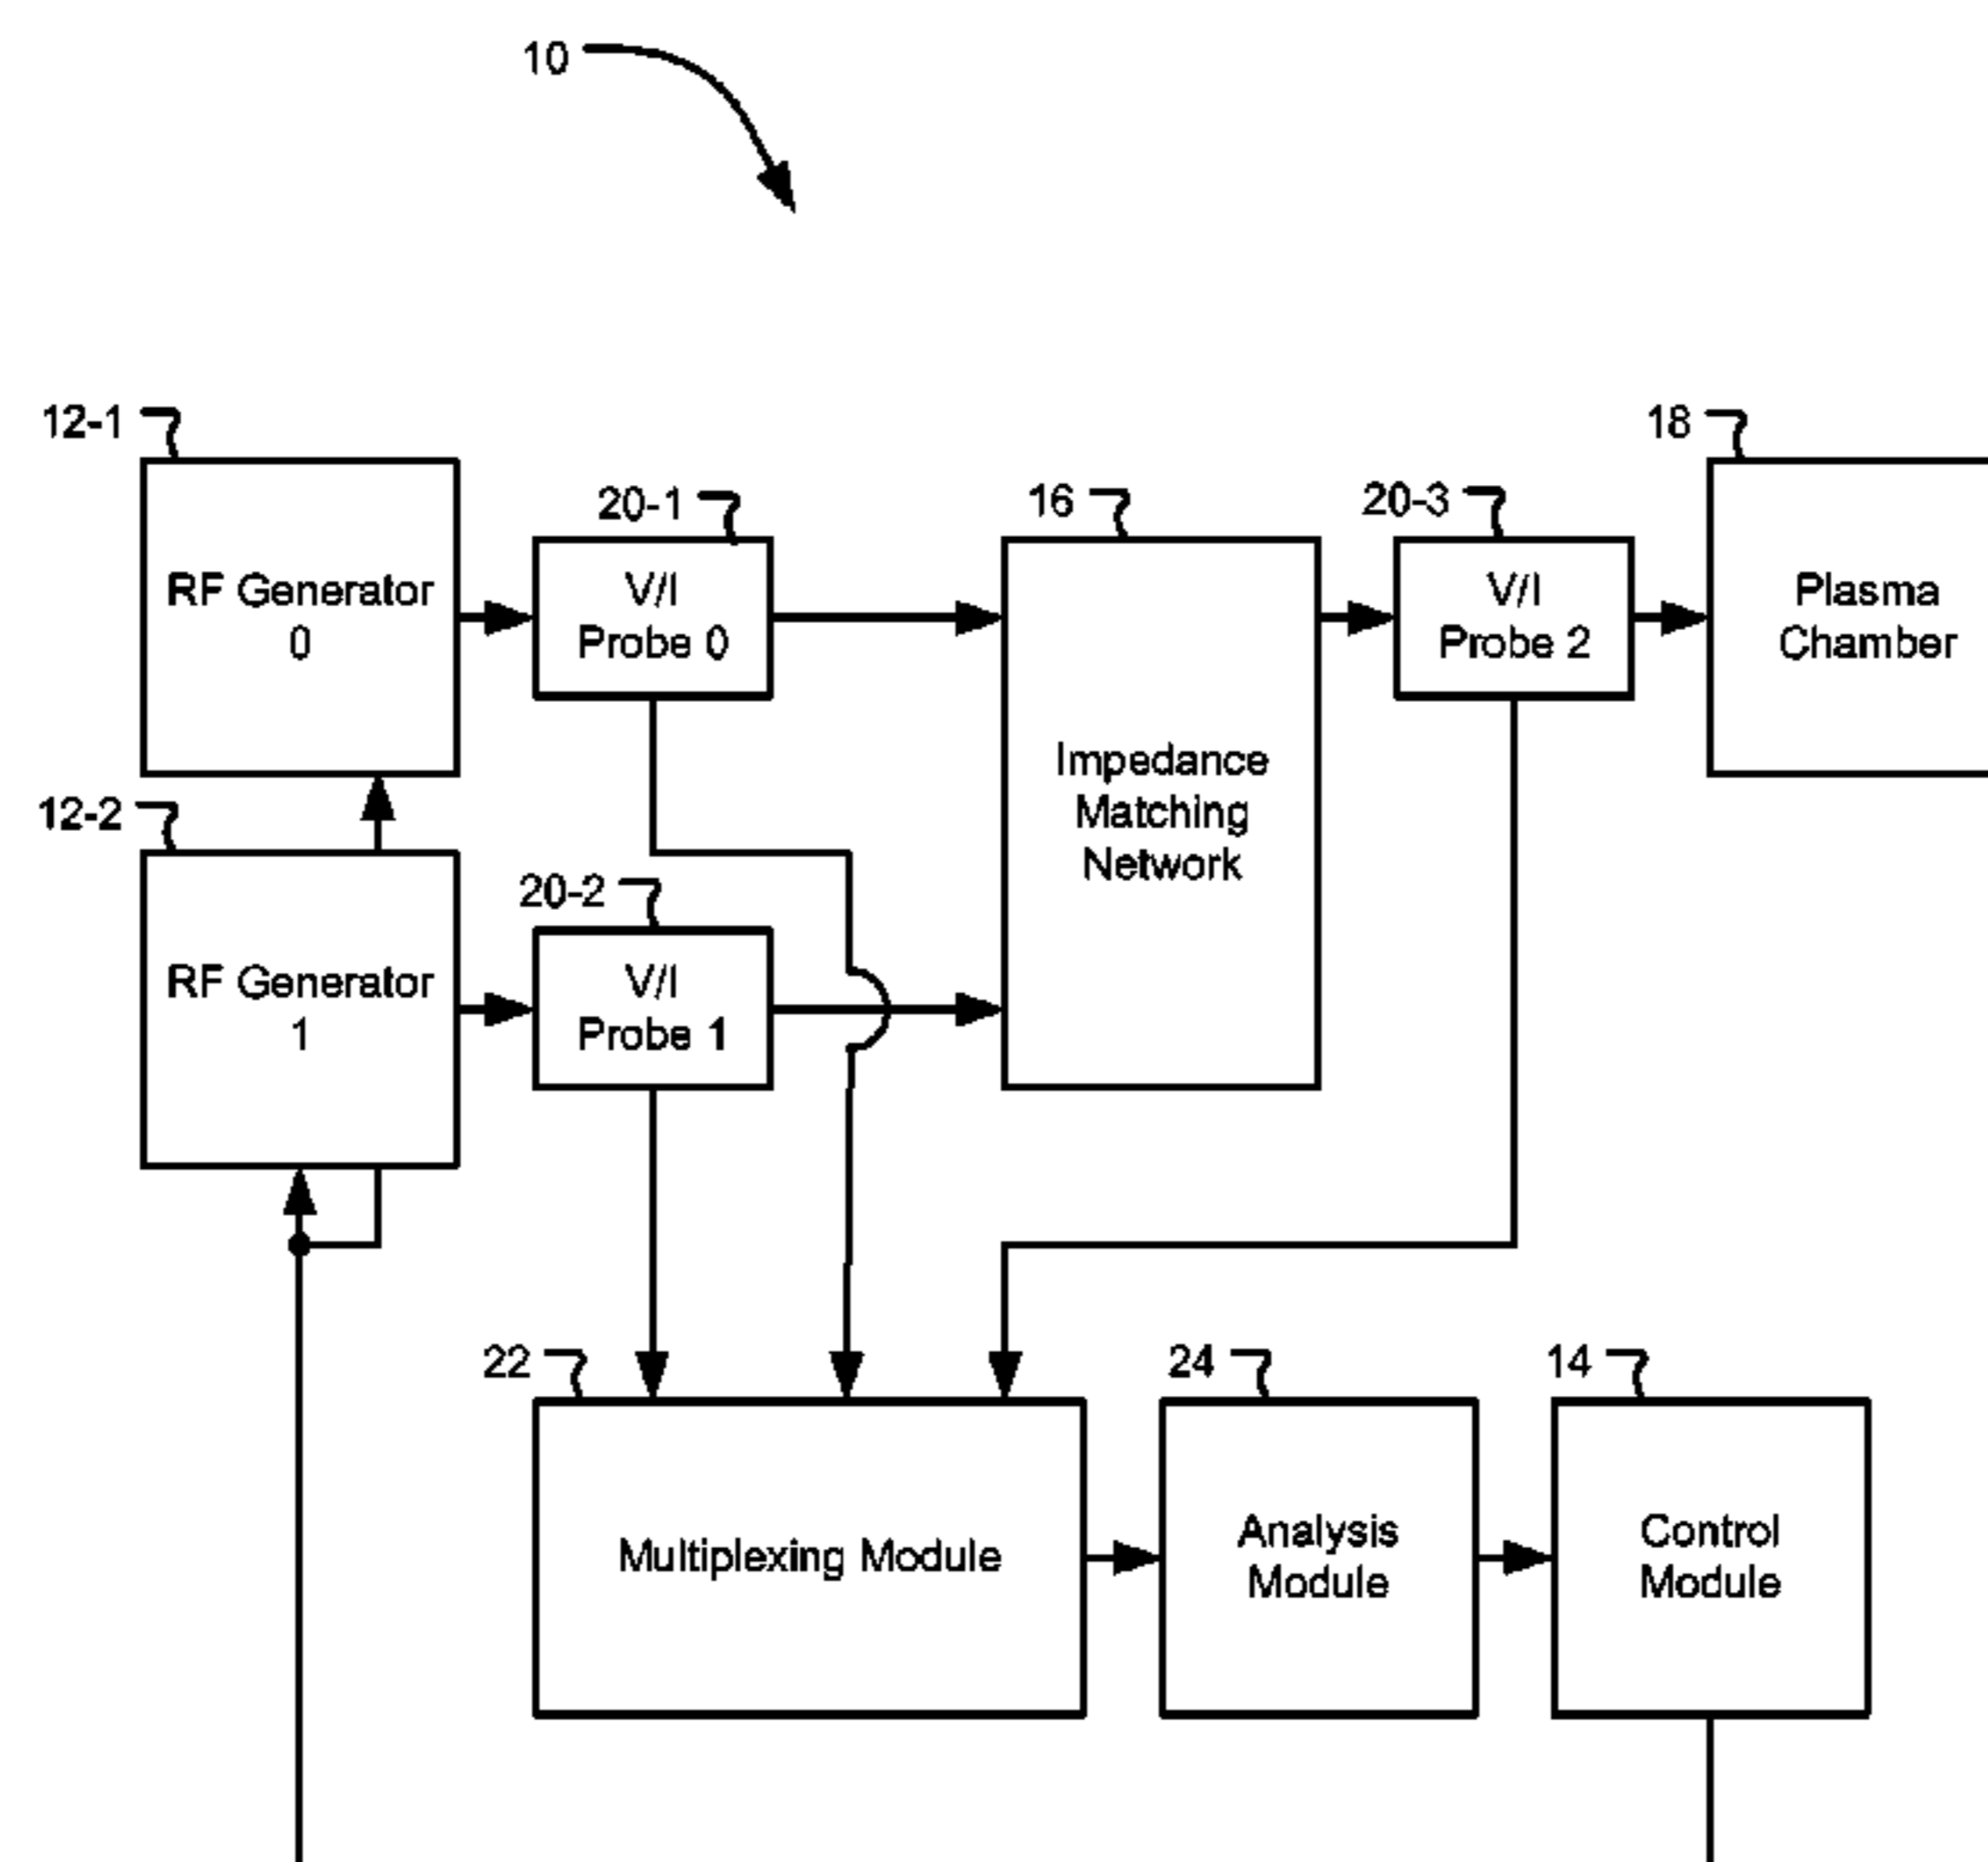 10
12-1
RF Generator
0
20-1
V/I
Probe 0
16
Impedance
Matching
Network
20-3
V/I
Probe 2
18
Plasma
Chamber
12-2
RF Generator
1
20-2
V/I
Probe 1
22
Multiplexing Module
24
Analysis
Module
14
Control
Module